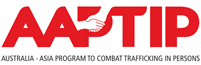 AAPTIP
AUSTRALIA - ASIA PROGRAM TO COMBAT TRAFFICKING IN PERSONS